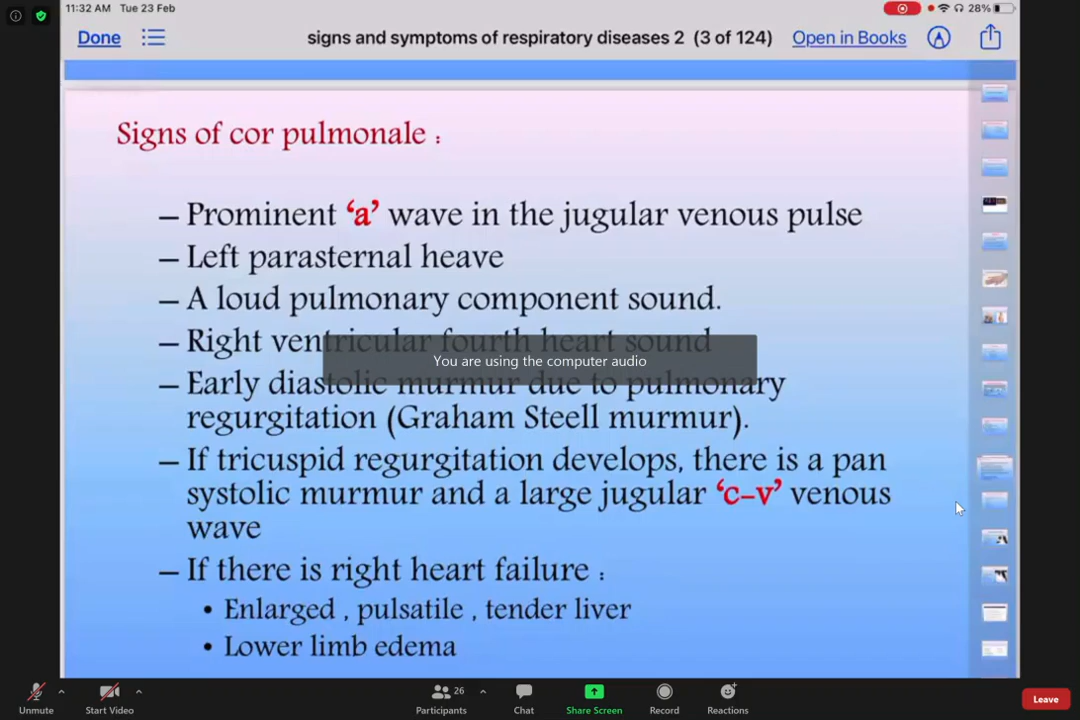 11:32 AM Tue 23 Feb
28%
Done
signs and symptoms of respiratory diseases 2 (3 of 124)
Open in Books
Signs of cor pulmonale :
– Prominent ‘a’ wave in the jugular venous pulse
– Left parasternal heave
– A loud pulmonary component sound.
– Right ventricular fourth heart sound
You are using the computer audio
– Early diastolic murmur due to pulmonary
regurgitation (Graham Steell murmur).
– If tricuspid regurgitation develops, there is a pan
systolic murmur and a large jugular ‘c-v’ venous
wave
– If there is right heart failure :
• Enlarged , pulsatile , tender liver
• Lower limb edema
26
Unmute
Start Video
Participants
Chat
Share Screen
Record
Reactions
Leave